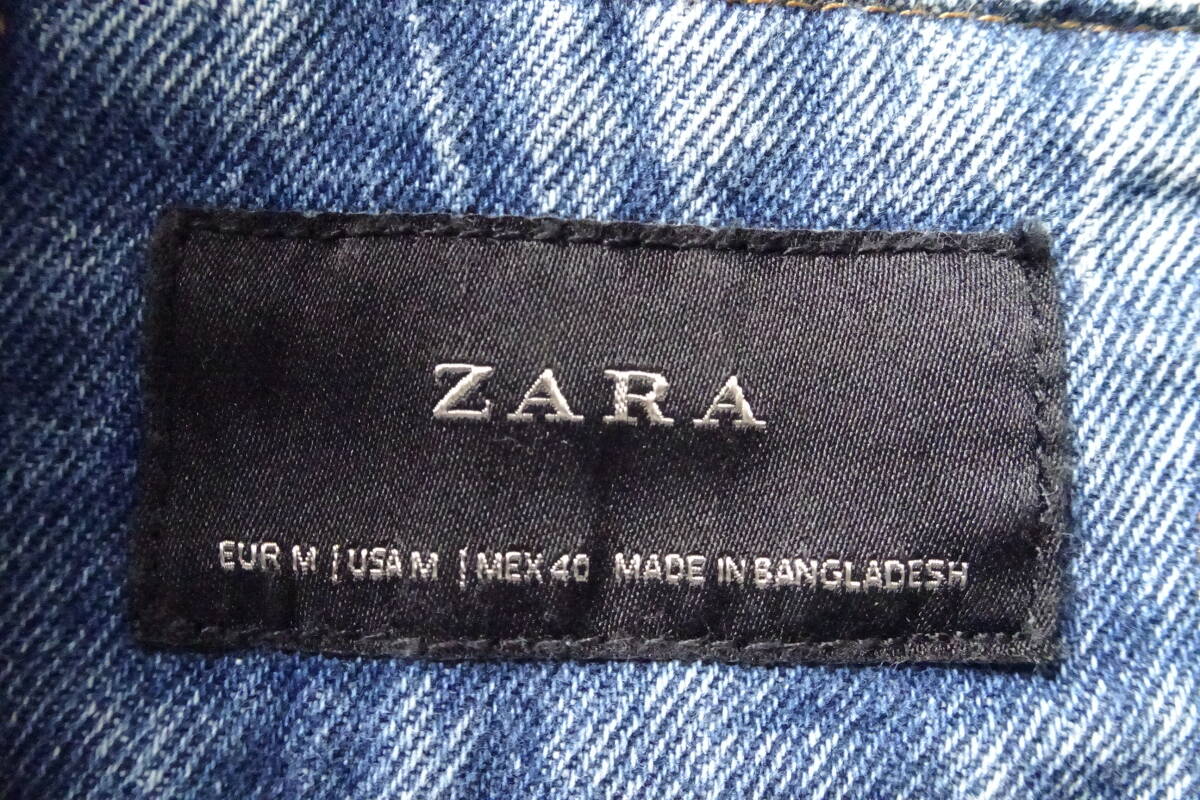 ZARA
EUR M | USA M | MEX 40 MADE IN BANGLADESH